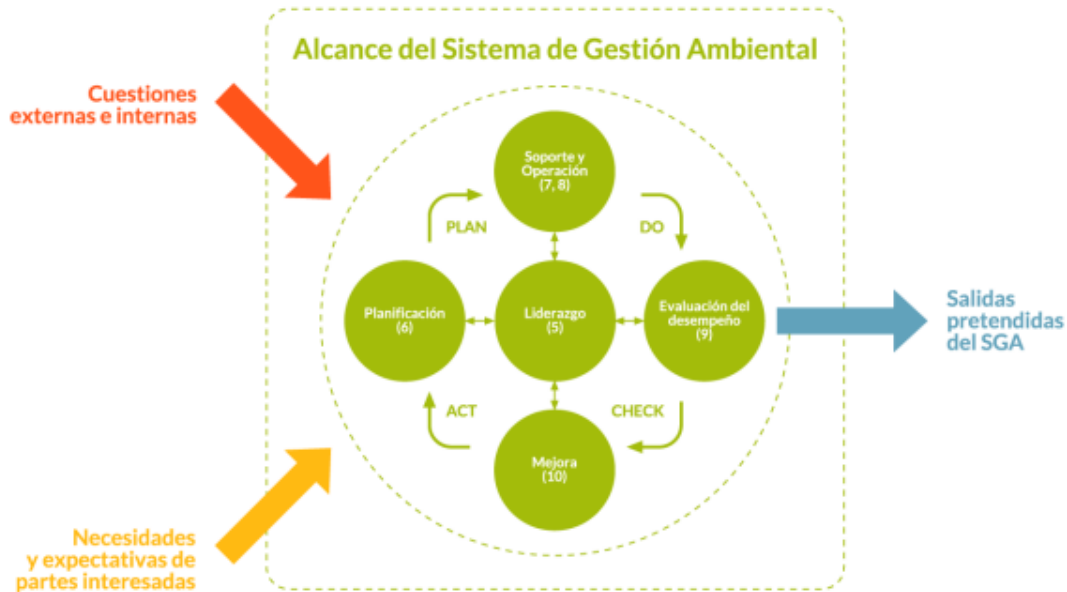 Alcance del Sistema de Gestión Ambiental
Cuestiones
externas e internas
Soporte y
Operación
(7, 8)
PLAN
DO
Planificación
(6)
Liderazgo
(5)
Evaluación del
desempeño
(9)
Salidas
pretendidas
del SGA
ACT
CHECK
Mejora
(10)
Necesidades
y expectativas de
partes interesadas